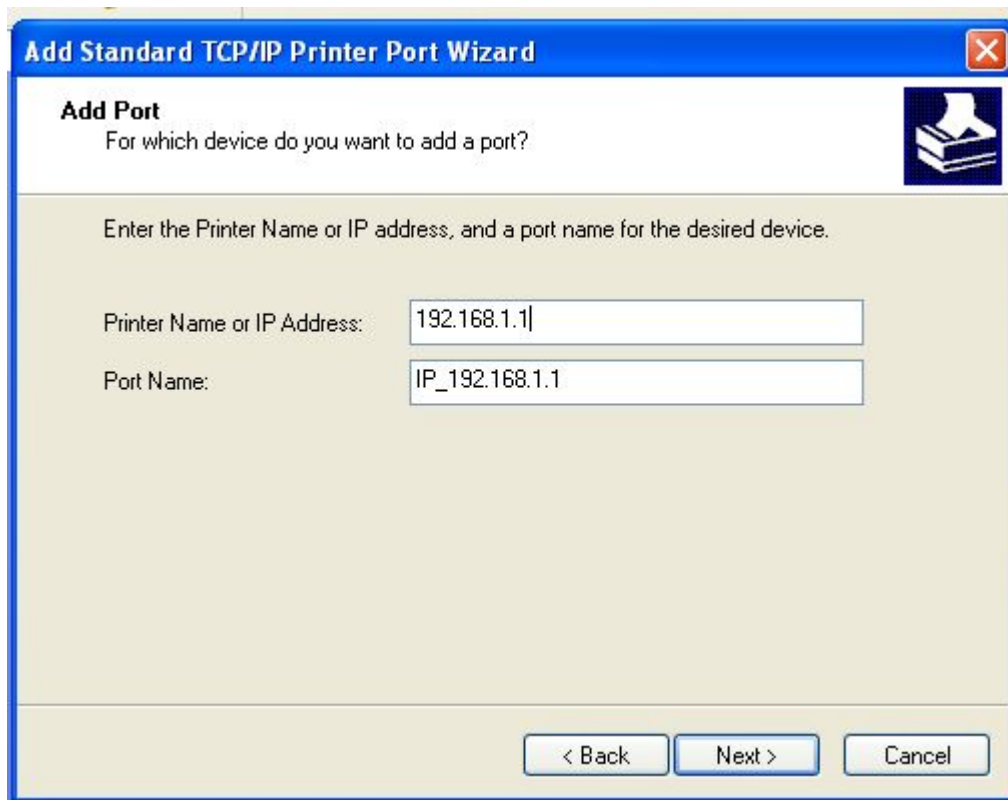 Add Standard TCP/IP Printer Port Wizard
Add Port
For which device do you want to add a port?
Enter the Printer Name or IP address, and a port name for the desired device.
Printer Name or IP Address: 192.168.1.1
Port Name: IP_192.168.1.1
< Back Next > Cancel